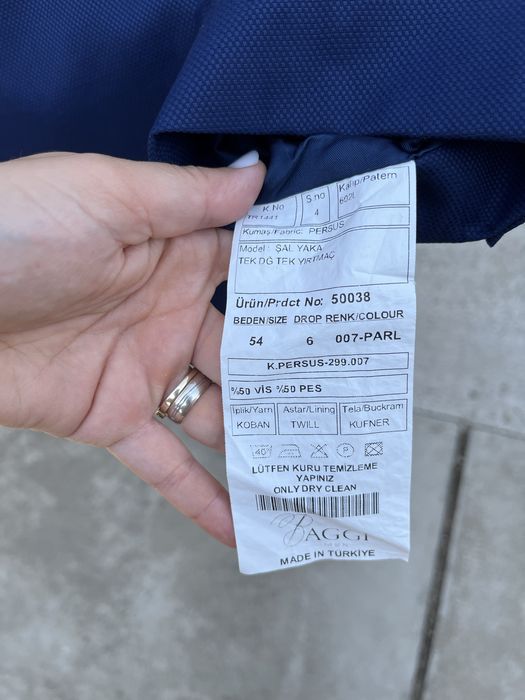 K.No S.no Kalıp/Patern
TR1441 4 602L
Kumaş/Fabric: PERSUS
Model: ŞAL YAKA
TEK DĞ TEK YIRTMAÇ
Ürün/Prdct No: 50038
BEDEN/SIZE DROP RENK/COLOUR
54 6 007-PARL
K.PERSUS-299.007
%50 VİS %50 PES
İplik/Yarn Astar/Lining Tela/Buckram
KOBAN TWILL KUFNER
40° P
LÜTFEN KURU TEMİZLEME
YAPINIZ
ONLY DRY CLEAN
BAGGI
MEN
MADE IN TÜRKİYE